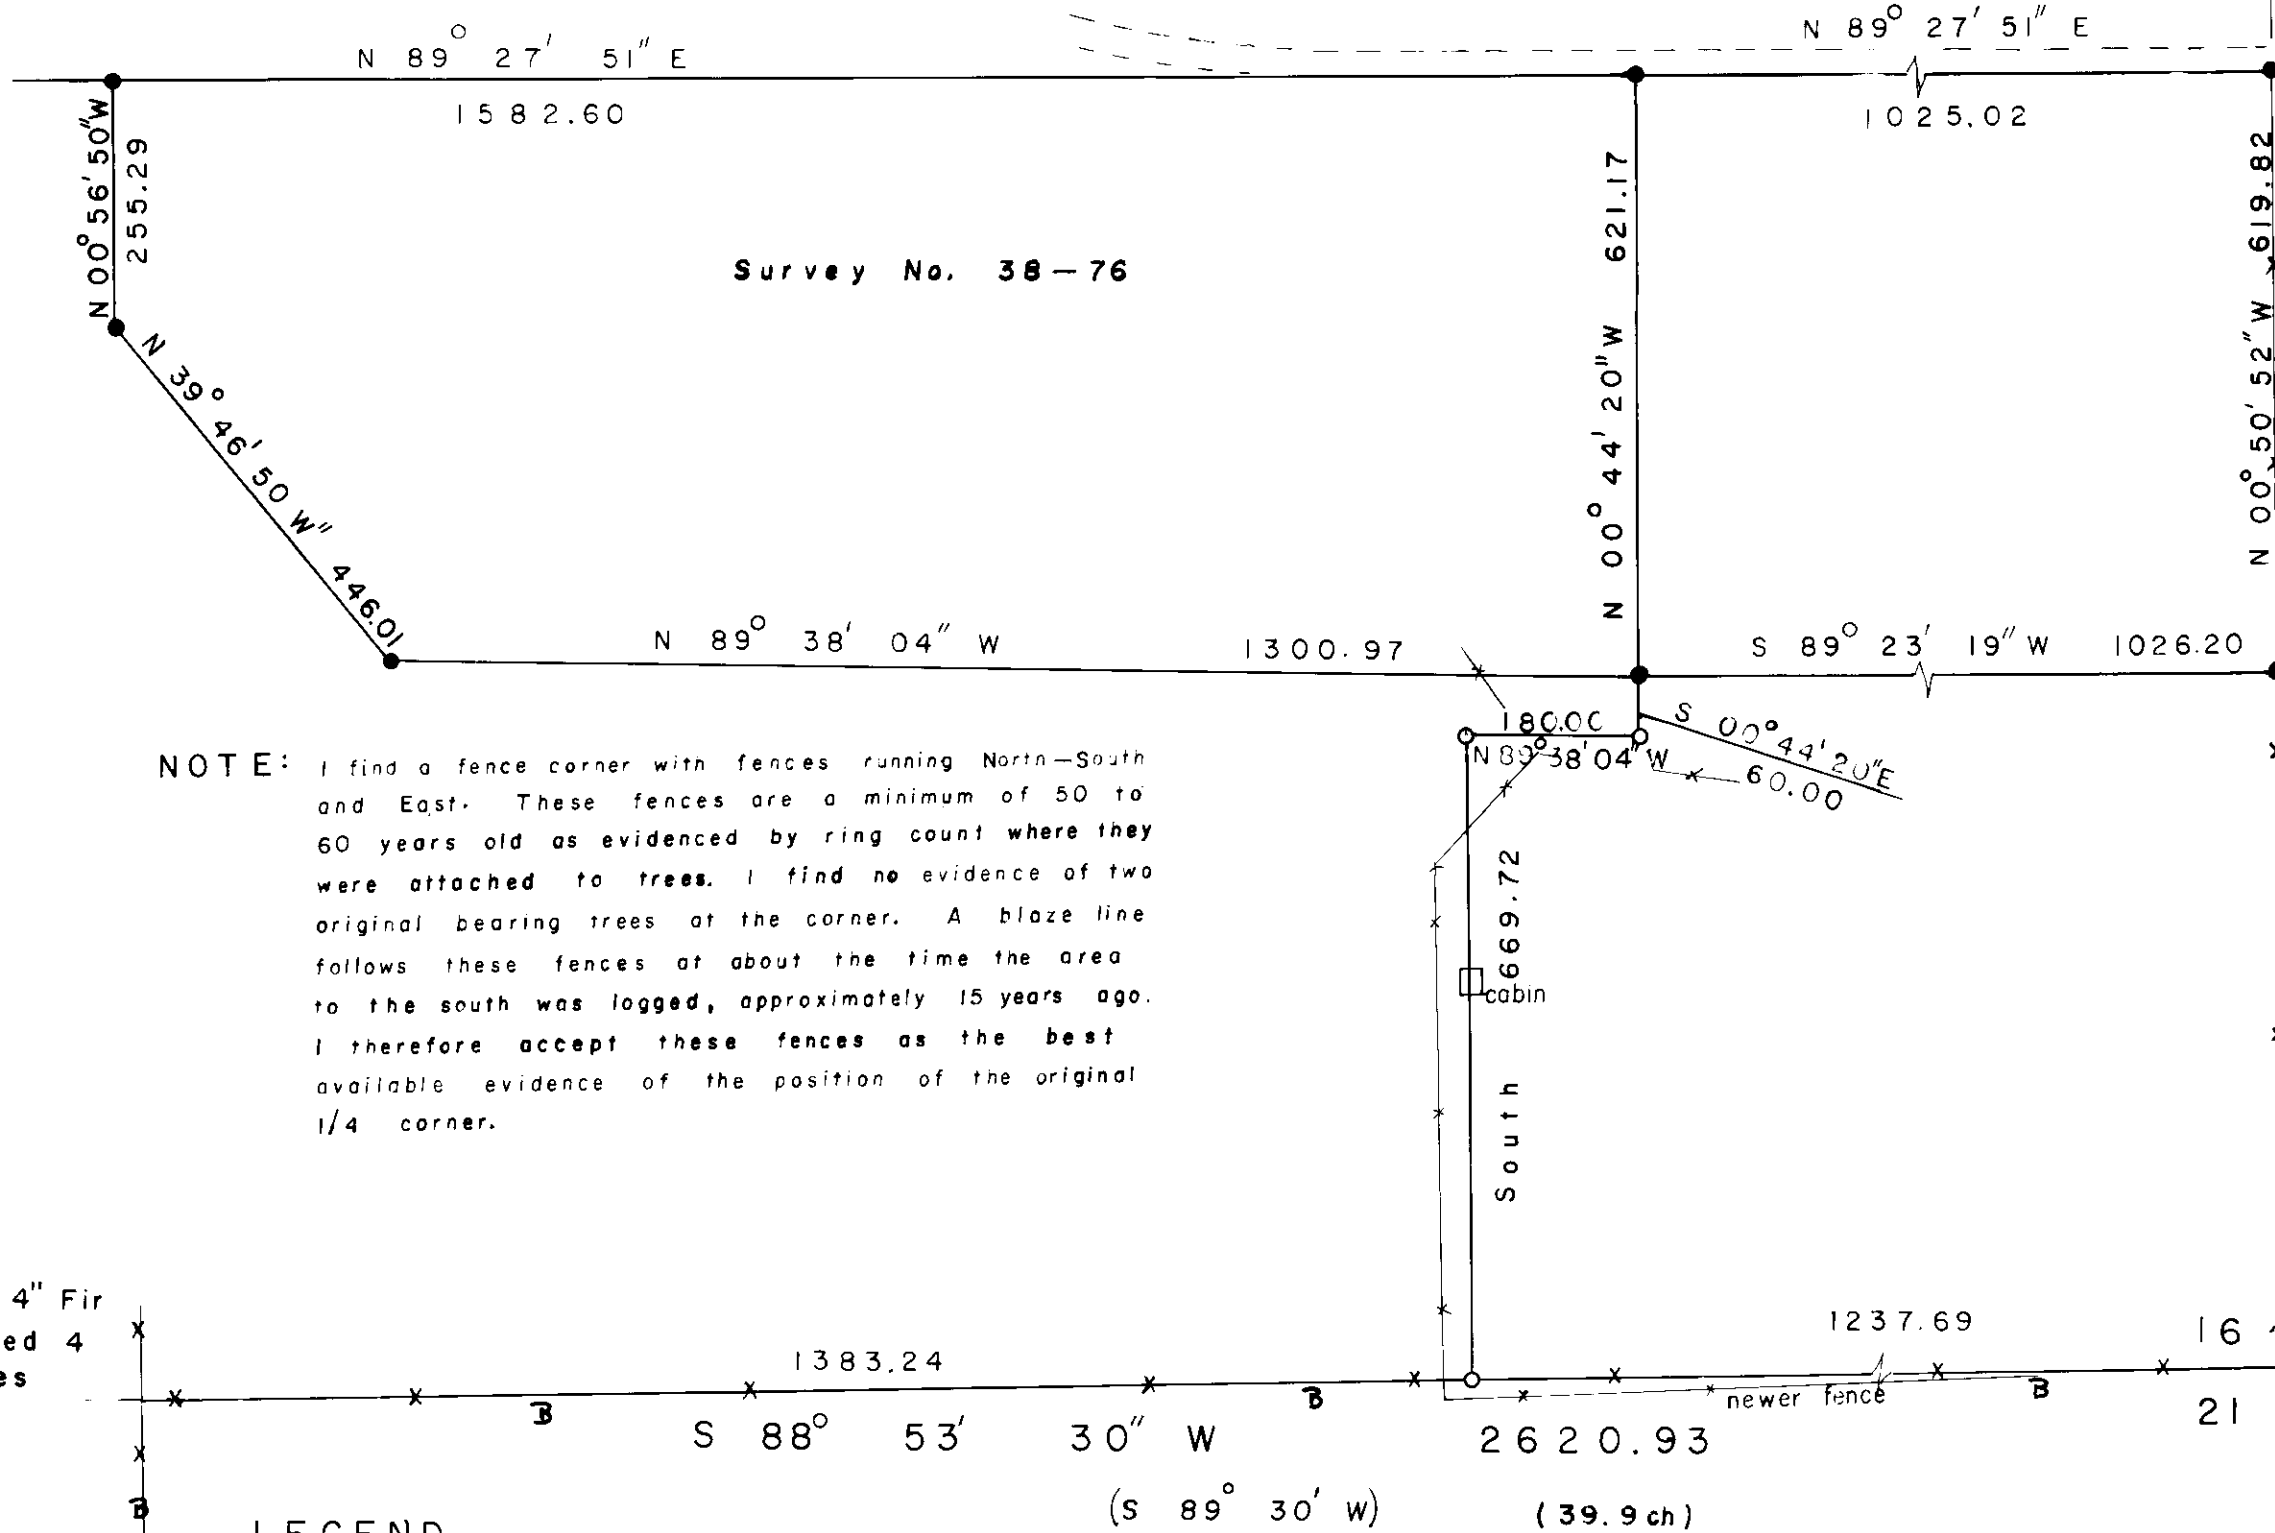 N 89° 27' 51" E
N 89° 27' 51" E
1582.60
1025.02
N 00° 56' 50" W
255.29
621.17
N 00° 44' 20" W
N 00° 50' 52" W 619.82
Survey No. 38-76
N 39° 46' 50 W" 446.01
N 89° 38' 04" W 1300.97
S 89° 23' 19" W 1026.20
180.00
N 89° 38' 04" W
S 00° 44' 20" E
60.00
NOTE: I find a fence corner with fences running North-South
and East. These fences are a minimum of 50 to
60 years old as evidenced by ring count where they
were attached to trees. I find no evidence of two
original bearing trees at the corner. A blaze line
follows these fences at about the time the area
to the south was logged, approximately 15 years ago.
I therefore accept these fences as the best
available evidence of the position of the original
1/4 corner.
South 669.72
cabin
4" Fir
ed 4
es
1383.24
1237.69
16
newer fence
21
B
B
B
B
S 88° 53' 30" W 2620.93
(S 89° 30' W) (39.9 ch)
LEGEND